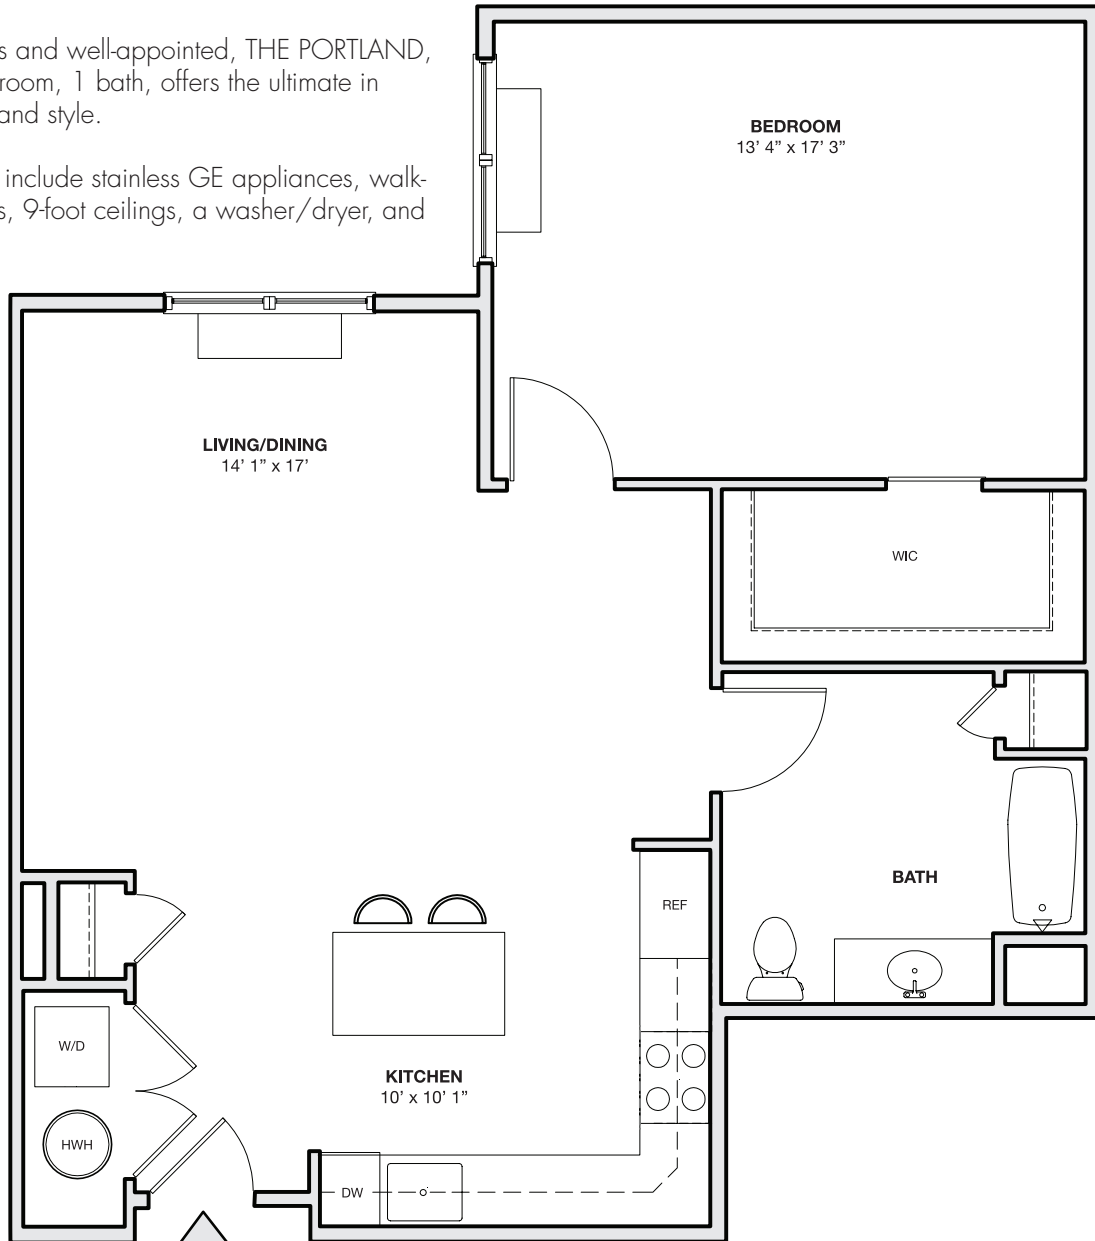 s and well-appointed, THE PORTLAND,
room, 1 bath, offers the ultimate in
and style.
include stainless GE appliances, walk-
s, 9-foot ceilings, a washer/dryer, and
BEDROOM
13' 4” x 17' 3”
LIVING/DINING
14' 1” x 17'
WIC
BATH
REF
W/D
KITCHEN
10' x 10' 1”
HWH
DW